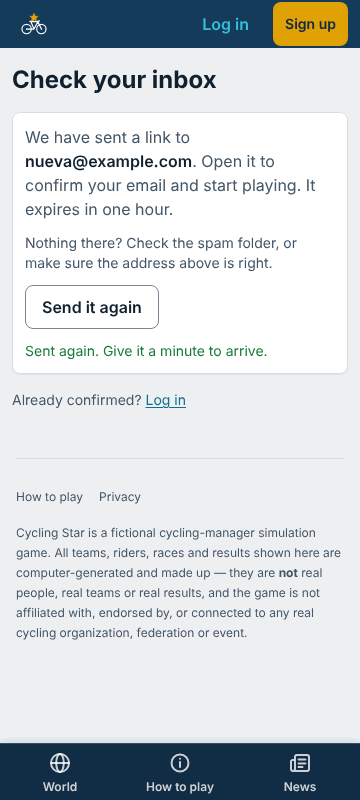 Log in
Sign up
Check your inbox
We have sent a link to
nueva@example.com. Open it to
confirm your email and start playing. It
expires in one hour.
Nothing there? Check the spam folder, or
make sure the address above is right.
Send it again
Sent again. Give it a minute to arrive.
Already confirmed? Log in
How to play
Privacy
Cycling Star is a fictional cycling-manager simulation
game. All teams, riders, races and results shown here are
computer-generated and made up — they are not real
people, real teams or real results, and the game is not
affiliated with, endorsed by, or connected to any real
cycling organization, federation or event.
World
How to play
News